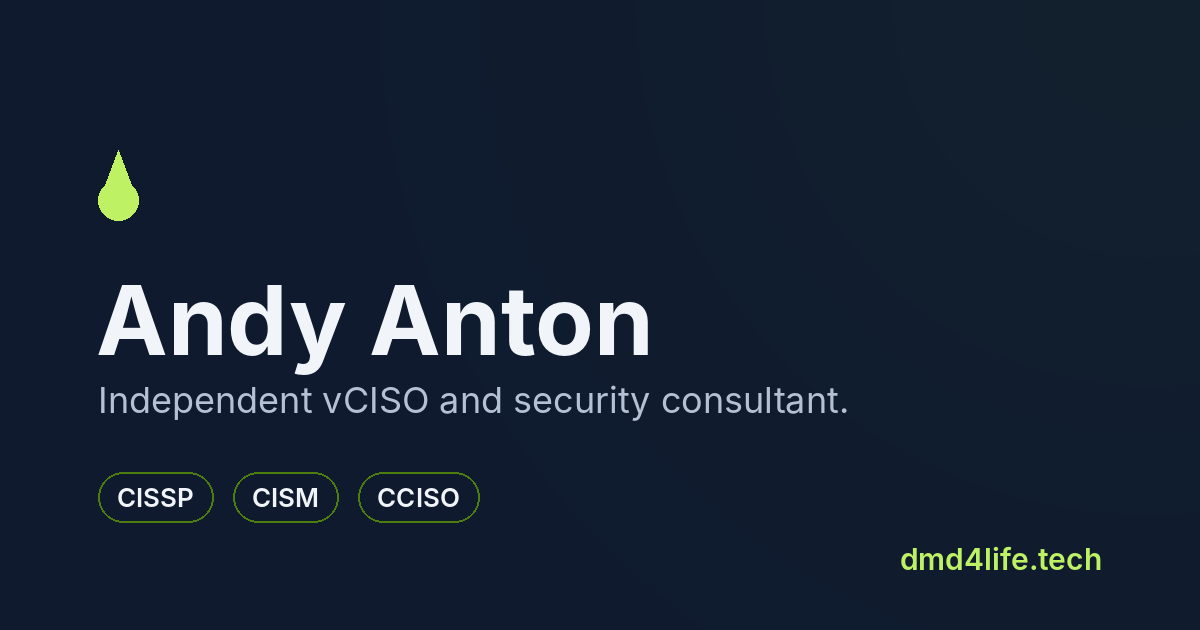 Andy Anton
Independent vCISO and security consultant.
CISSP CISM CCISO
dmd4life.tech